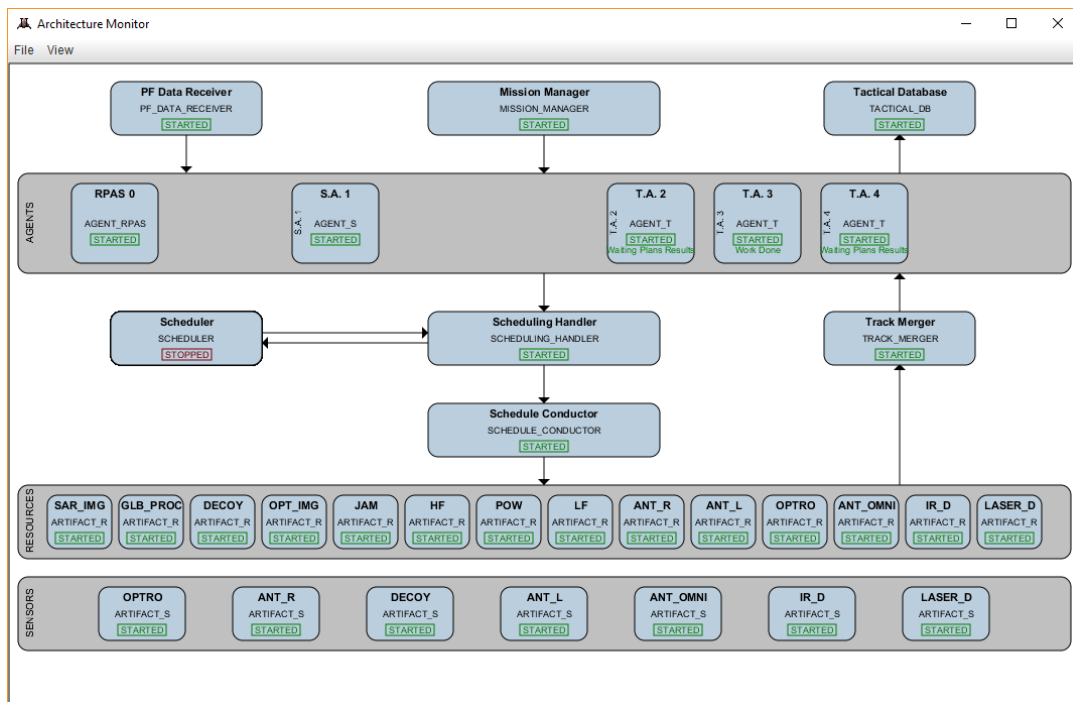 Architecture Monitor
File View
PF Data Receiver
PF_DATA_RECEIVER
STARTED
Mission Manager
MISSION_MANAGER
STARTED
Tactical Database
TACTICAL_DB
STARTED
AGENTS
RPAS 0
AGENT_RPAS
STARTED
S.A. 1
S.A. 1
AGENT_S
STARTED
T.A. 2
T.A. 2
AGENT_T
STARTED
Waiting Plans Results
T.A. 3
T.A. 3
AGENT_T
STARTED
Work Done
T.A. 4
T.A. 4
AGENT_T
STARTED
Waiting Plans Results
Scheduler
SCHEDULER
STOPPED
Scheduling Handler
SCHEDULING_HANDLER
STARTED
Track Merger
TRACK_MERGER
STARTED
Schedule Conductor
SCHEDULE_CONDUCTOR
STARTED
RESOURCES
SAR_IMG
ARTIFACT_R
STARTED
GLB_PROC
ARTIFACT_R
STARTED
DECOY
ARTIFACT_R
STARTED
OPT_IMG
ARTIFACT_R
STARTED
JAM
ARTIFACT_R
STARTED
HF
ARTIFACT_R
STARTED
POW
ARTIFACT_R
STARTED
LF
ARTIFACT_R
STARTED
ANT_R
ARTIFACT_R
STARTED
ANT_L
ARTIFACT_R
STARTED
OPTRO
ARTIFACT_R
STARTED
ANT_OMNI
ARTIFACT_R
STARTED
IR_D
ARTIFACT_R
STARTED
LASER_D
ARTIFACT_R
STARTED
SENSORS
OPTRO
ARTIFACT_S
STARTED
ANT_R
ARTIFACT_S
STARTED
DECOY
ARTIFACT_S
STARTED
ANT_L
ARTIFACT_S
STARTED
ANT_OMNI
ARTIFACT_S
STARTED
IR_D
ARTIFACT_S
STARTED
LASER_D
ARTIFACT_S
STARTED